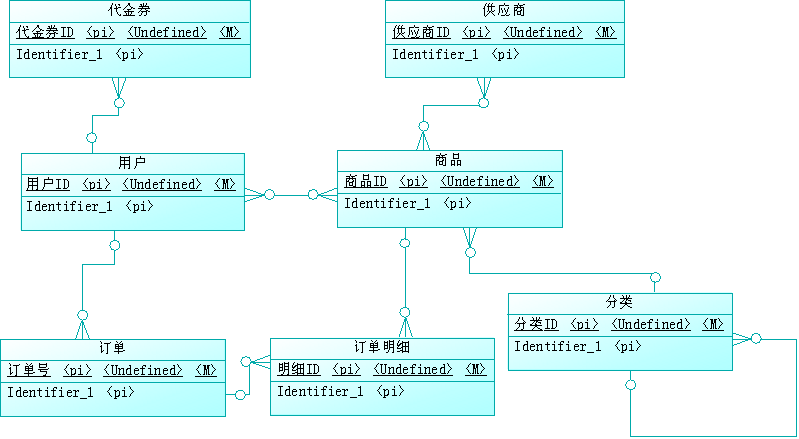 代金券
代金券ID <pi> <Undefined> <M>
Identifier_1 <pi>
供应商
供应商ID <pi> <Undefined> <M>
Identifier_1 <pi>
用户
用户ID <pi> <Undefined> <M>
Identifier_1 <pi>
商品
商品ID <pi> <Undefined> <M>
Identifier_1 <pi>
分类
分类ID <pi> <Undefined> <M>
Identifier_1 <pi>
订单
订单号 <pi> <Undefined> <M>
Identifier_1 <pi>
订单明细
明细ID <pi> <Undefined> <M>
Identifier_1 <pi>